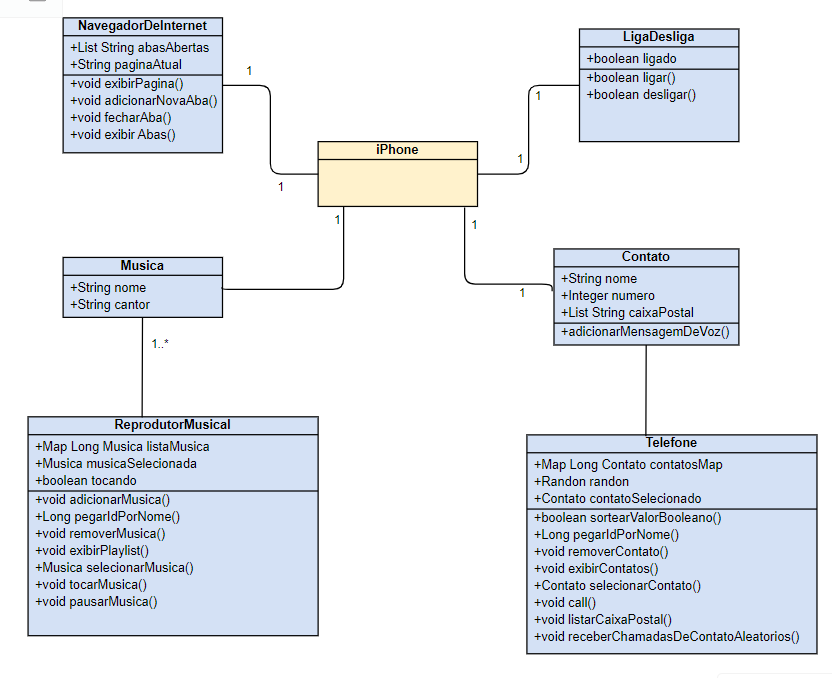 NavegadorDeInternet
+List String abasAbertas
+String paginaAtual
+void exibirPagina()
+void adicionarNovaAba()
+void fecharAba()
+void exibir Abas()
1
1
LigaDesliga
+boolean ligado
+boolean ligar()
+boolean desligar()
1
1
iPhone
1
1
1
Musica
+String nome
+String cantor
1..*
Contato
+String nome
+Integer numero
+List String caixaPostal
+adicionarMensagemDeVoz()
ReprodutorMusical
+Map Long Musica listaMusica
+Musica musicaSelecionada
+boolean tocando
+void adicionarMusica()
+Long pegarIdPorNome()
+void removerMusica()
+void exibirPlaylist()
+Musica selecionarMusica()
+void tocarMusica()
+void pausarMusica()
Telefone
+Map Long Contato contatosMap
+Randon randon
+Contato contatoSelecionado
+boolean sortearValorBooleano()
+Long pegarIdPorNome()
+void removerContato()
+void exibirContatos()
+Contato selecionarContato()
+void call()
+void listarCaixaPostal()
+void receberChamadasDeContatoAleatorios()